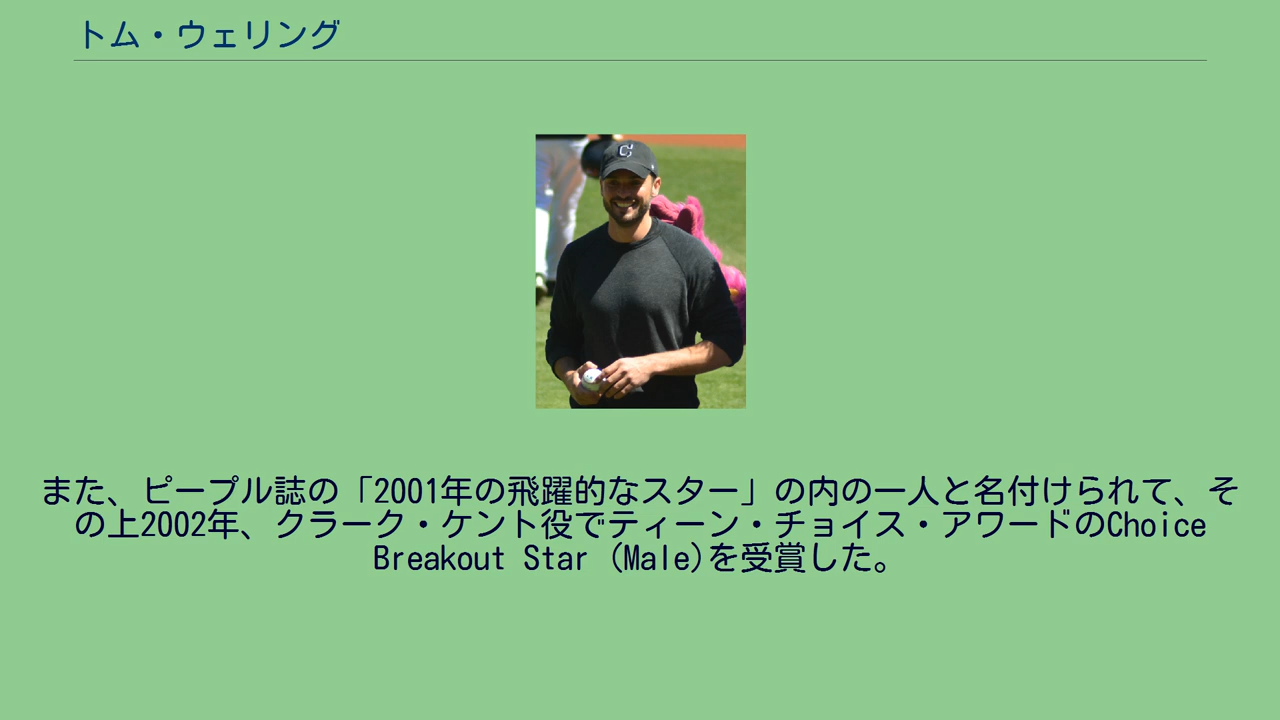 トム・ウェリング
C
また、ピープル誌の「2001年の飛躍的なスター」の内の一人と名付けられて、そ
の上2002年、クラーク・ケント役でティーン・チョイス・アワードのChoice
Breakout Star (Male)を受賞した。